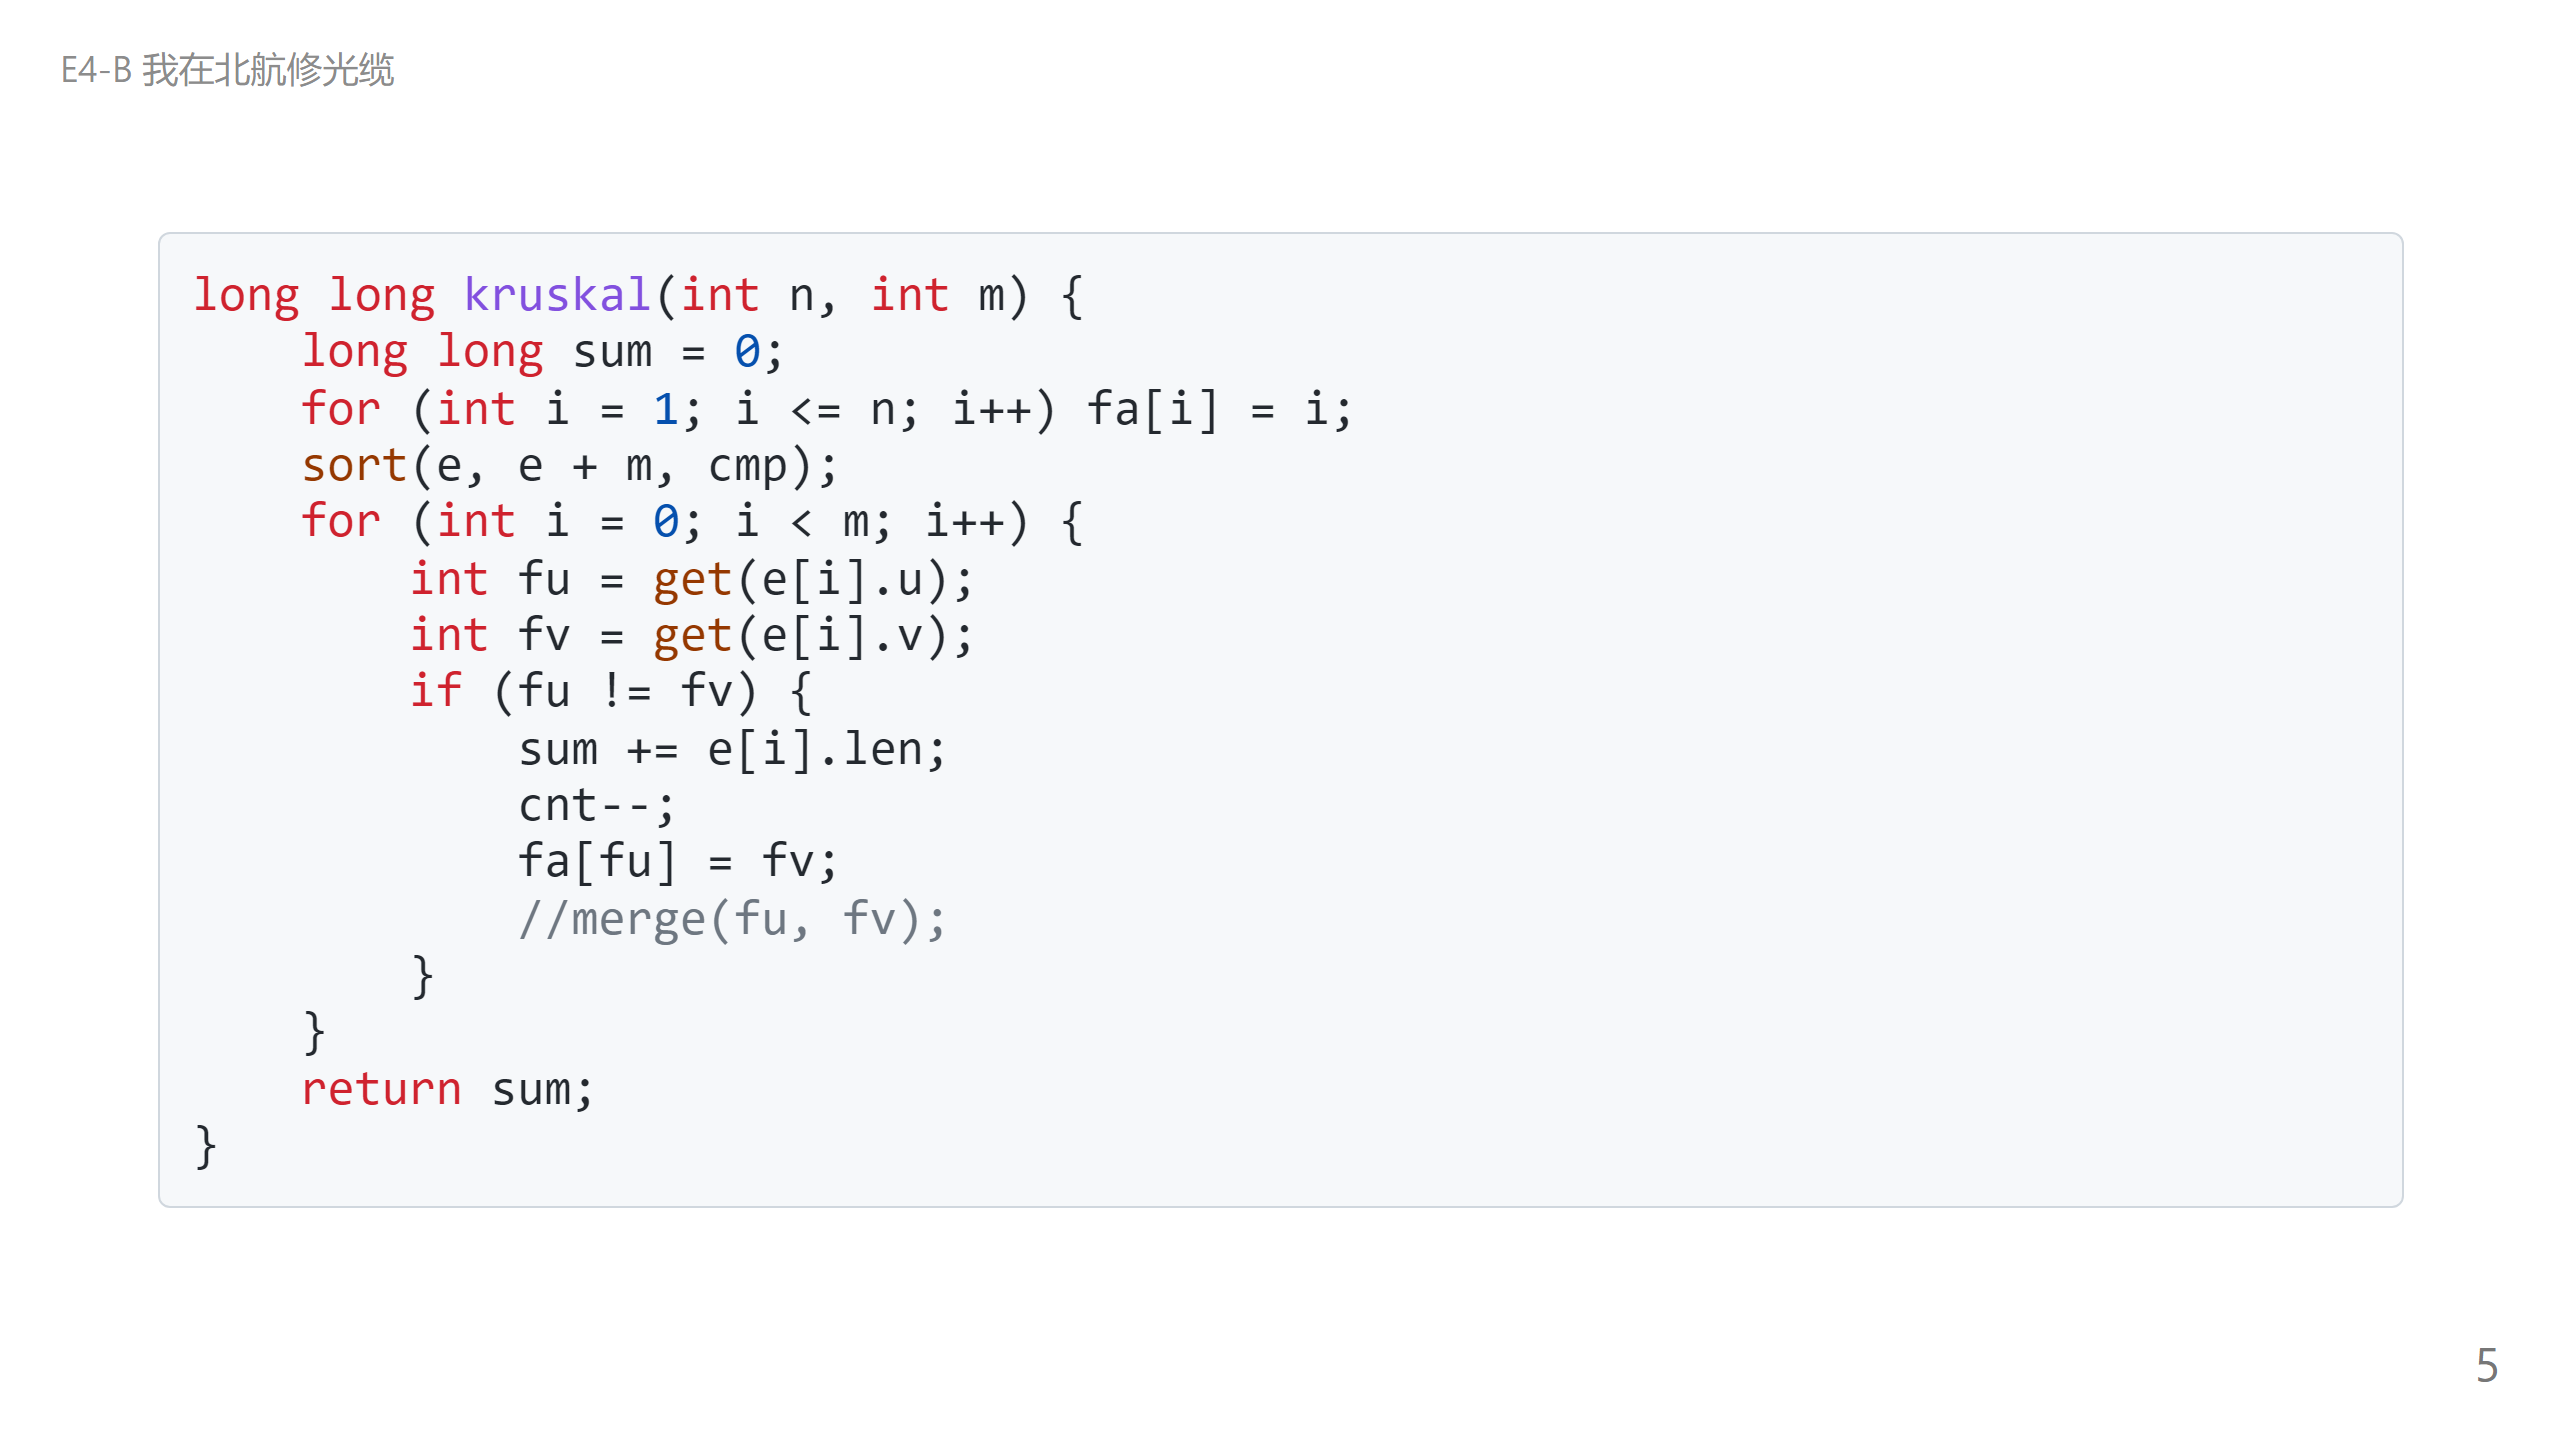 E4-B 我在北航修光缆
long long kruskal(int n, int m) {
    long long sum = 0;
    for (int i = 1; i <= n; i++) fa[i] = i;
    sort(e, e + m, cmp);
    for (int i = 0; i < m; i++) {
        int fu = get(e[i].u);
        int fv = get(e[i].v);
        if (fu != fv) {
            sum += e[i].len;
            cnt--;
            fa[fu] = fv;
            //merge(fu, fv);
        }
    }
    return sum;
}
5